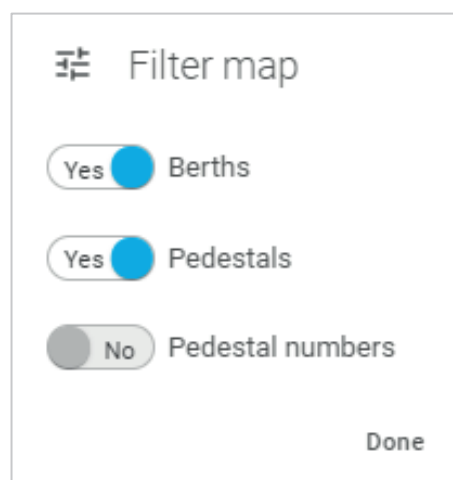 Filter map
Yes Berths
Yes Pedestals
No Pedestal numbers
Done